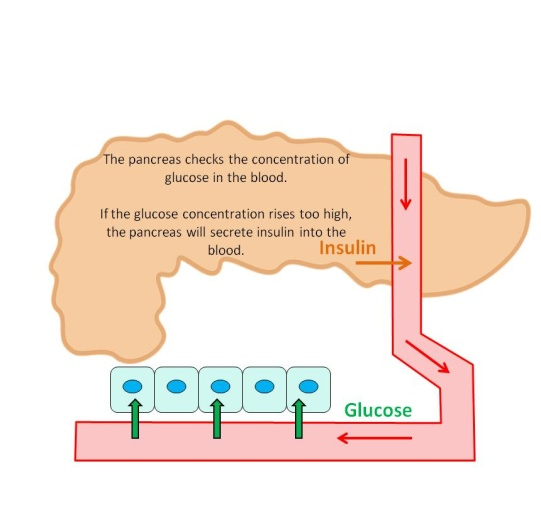 The pancreas checks the concentration of
glucose in the blood.
If the glucose concentration rises too high,
the pancreas will secrete insulin into the
blood.
Insulin
Glucose